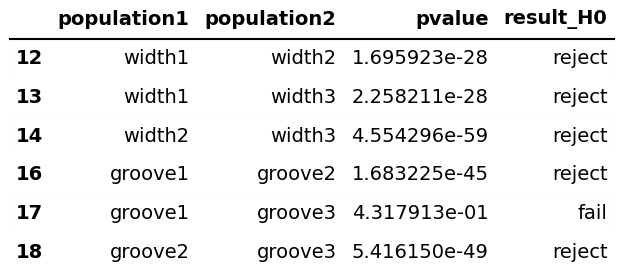 population1 population2 pvalue result_H0
12 width1 width2 1.695923e-28 reject
13 width1 width3 2.258211e-28 reject
14 width2 width3 4.554296e-59 reject
16 groove1 groove2 1.683225e-45 reject
17 groove1 groove3 4.317913e-01 fail
18 groove2 groove3 5.416150e-49 reject